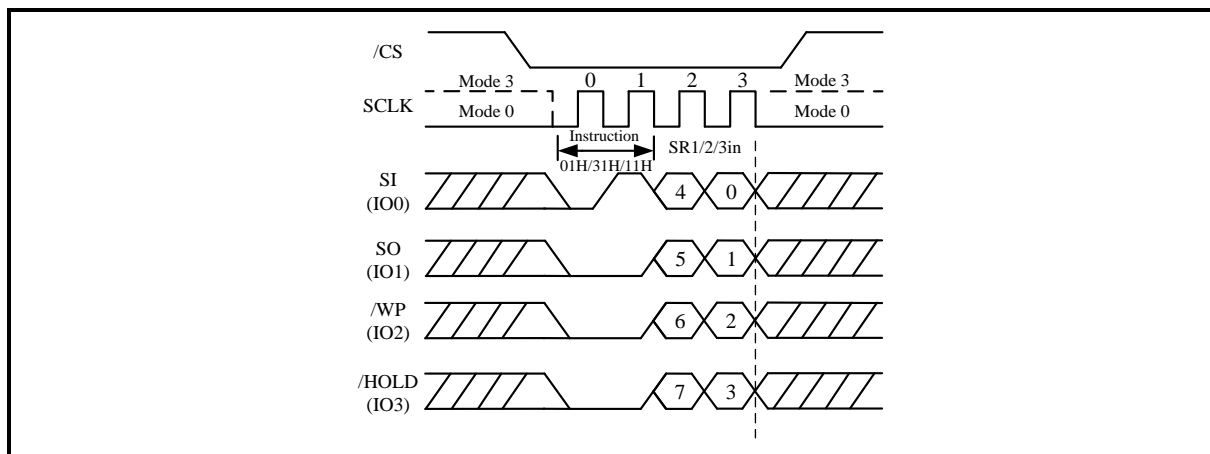 /CS
0 1 2 3
Mode 3 Mode 3
SCLK
Mode 0 Mode 0
Instruction SR1/2/3in
01H/31H/11H
SI
(IO0)
4 0
SO
(IO1)
5 1
/WP
(IO2)
6 2
/HOLD
(IO3)
7 3